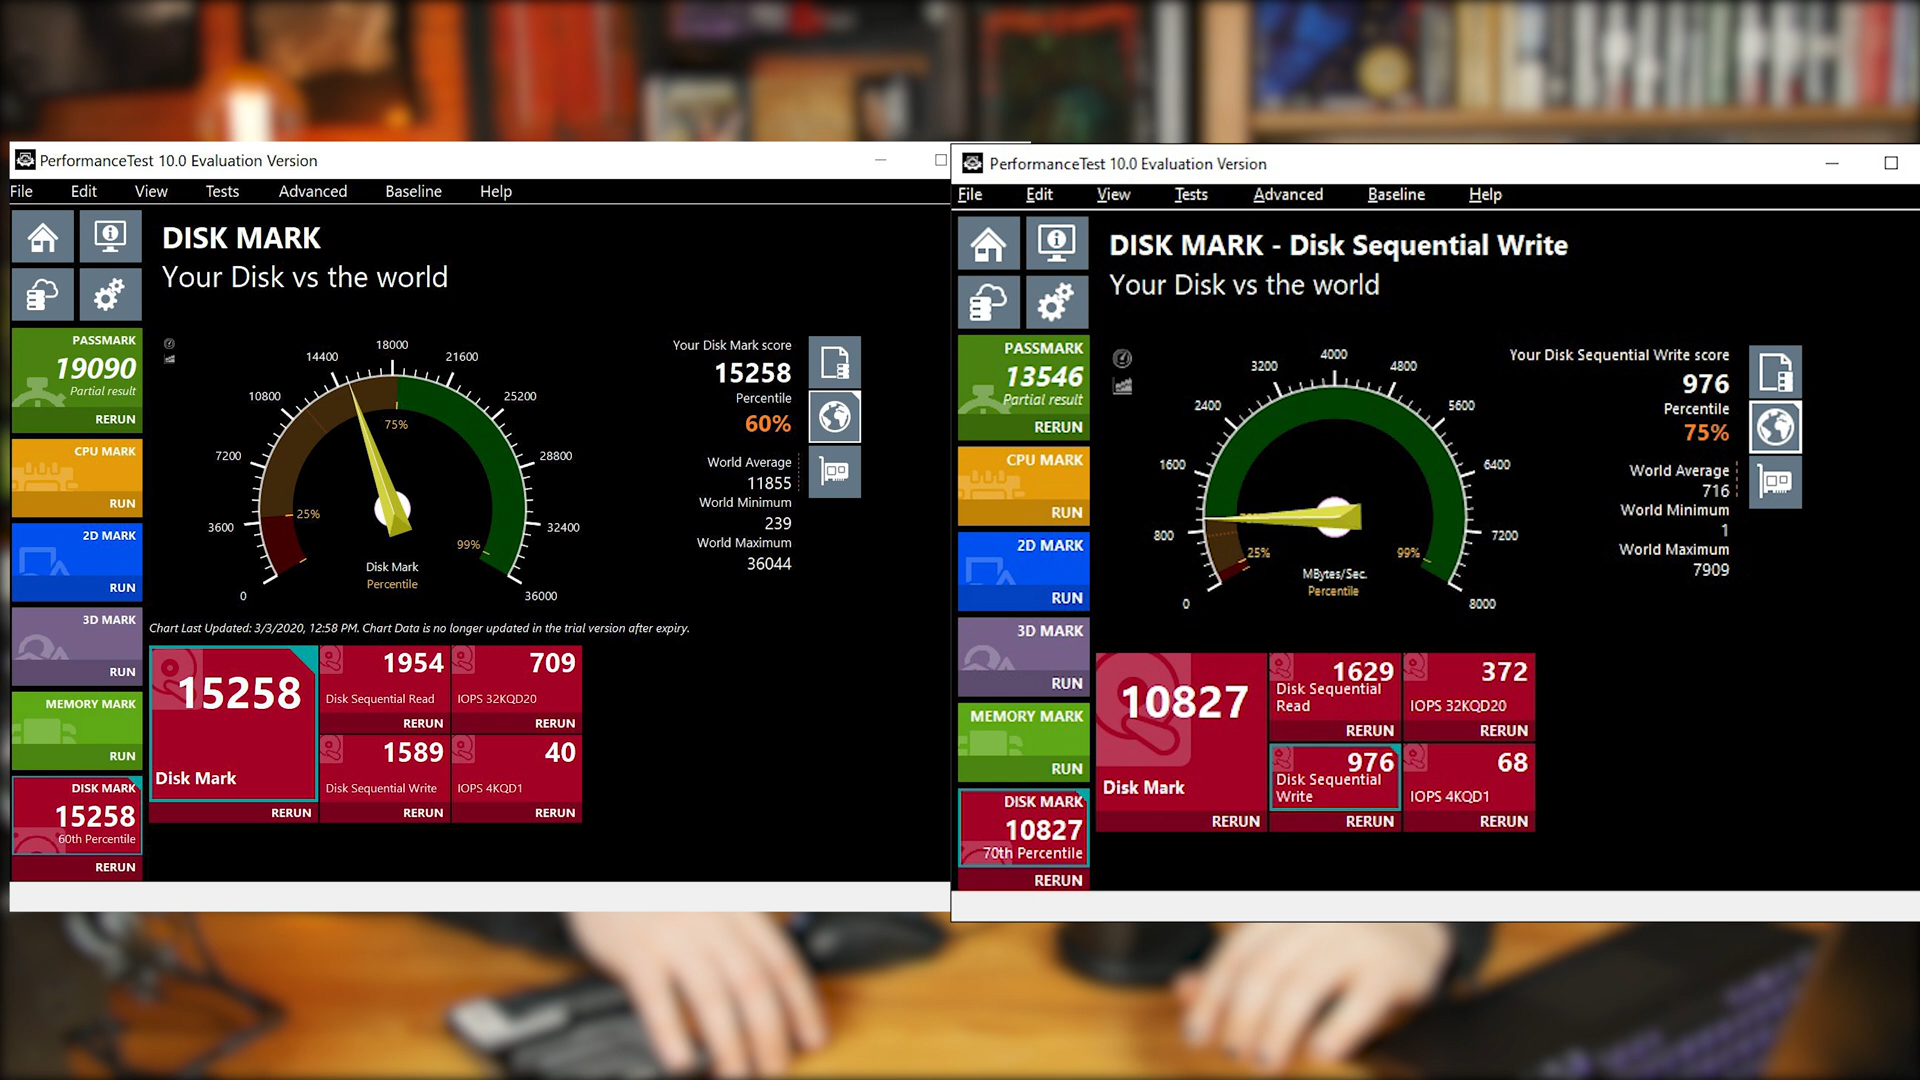 PerformanceTest 10.0 Evaluation Version
File Edit View Tests Advanced Baseline Help
DISK MARK
Your Disk vs the world
PASSMARK
19090
Partial result
RERUN
CPU MARK
RUN
2D MARK
RUN
3D MARK
RUN
MEMORY MARK
RUN
DISK MARK
15258
60th Percentile
RERUN
0
3600
7200
10800
14400
18000
21600
25200
28800
32400
36000
25%
75%
99%
Disk Mark
Percentile
Your Disk Mark score
15258
Percentile
60%
World Average
11855
World Minimum
239
World Maximum
36044
Chart Last Updated: 3/3/2020, 12:58 PM. Chart Data is no longer updated in the trial version after expiry.
15258
Disk Mark
RERUN
1954
Disk Sequential Read
RERUN
709
IOPS 32KQD20
RERUN
1589
Disk Sequential Write
RERUN
40
IOPS 4KQD1
RERUN
PerformanceTest 10.0 Evaluation Version
File Edit View Tests Advanced Baseline Help
DISK MARK - Disk Sequential Write
Your Disk vs the world
PASSMARK
13546
Partial result
RERUN
CPU MARK
RUN
2D MARK
RUN
3D MARK
RUN
MEMORY MARK
RUN
DISK MARK
10827
70th Percentile
RERUN
0
800
1600
2400
3200
4000
4800
5600
6400
7200
8000
25%
99%
MBytes/Sec.
Percentile
Your Disk Sequential Write score
976
Percentile
75%
World Average
716
World Minimum
1
World Maximum
7909
10827
Disk Mark
RERUN
1629
Disk Sequential
Read
RERUN
372
IOPS 32KQD20
RERUN
976
Disk Sequential
Write
RERUN
68
IOPS 4KQD1
RERUN